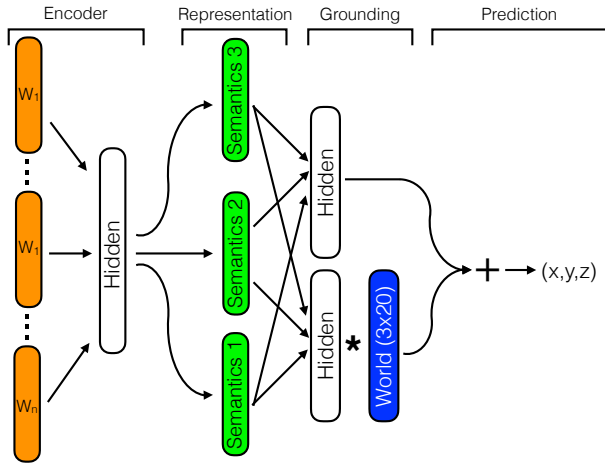 Encoder
Representation
Grounding
Prediction
W₁
W₁
Wₙ
Hidden
Semantics 3
Semantics 2
Semantics 1
Hidden
Hidden
*
World (3x20)
+
(x,y,z)